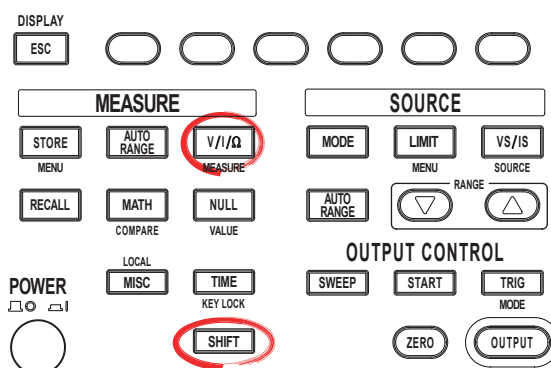 DISPLAY
ESC
MEASURE
SOURCE
STORE AUTO RANGE V/I/Ω MODE LIMIT VS/IS
MENU MEASURE MENU SOURCE
RANGE
RECALL MATH NULL AUTO RANGE
COMPARE VALUE
OUTPUT CONTROL
LOCAL
POWER MISC TIME SWEEP START TRIG
KEY LOCK MODE
SHIFT ZERO OUTPUT